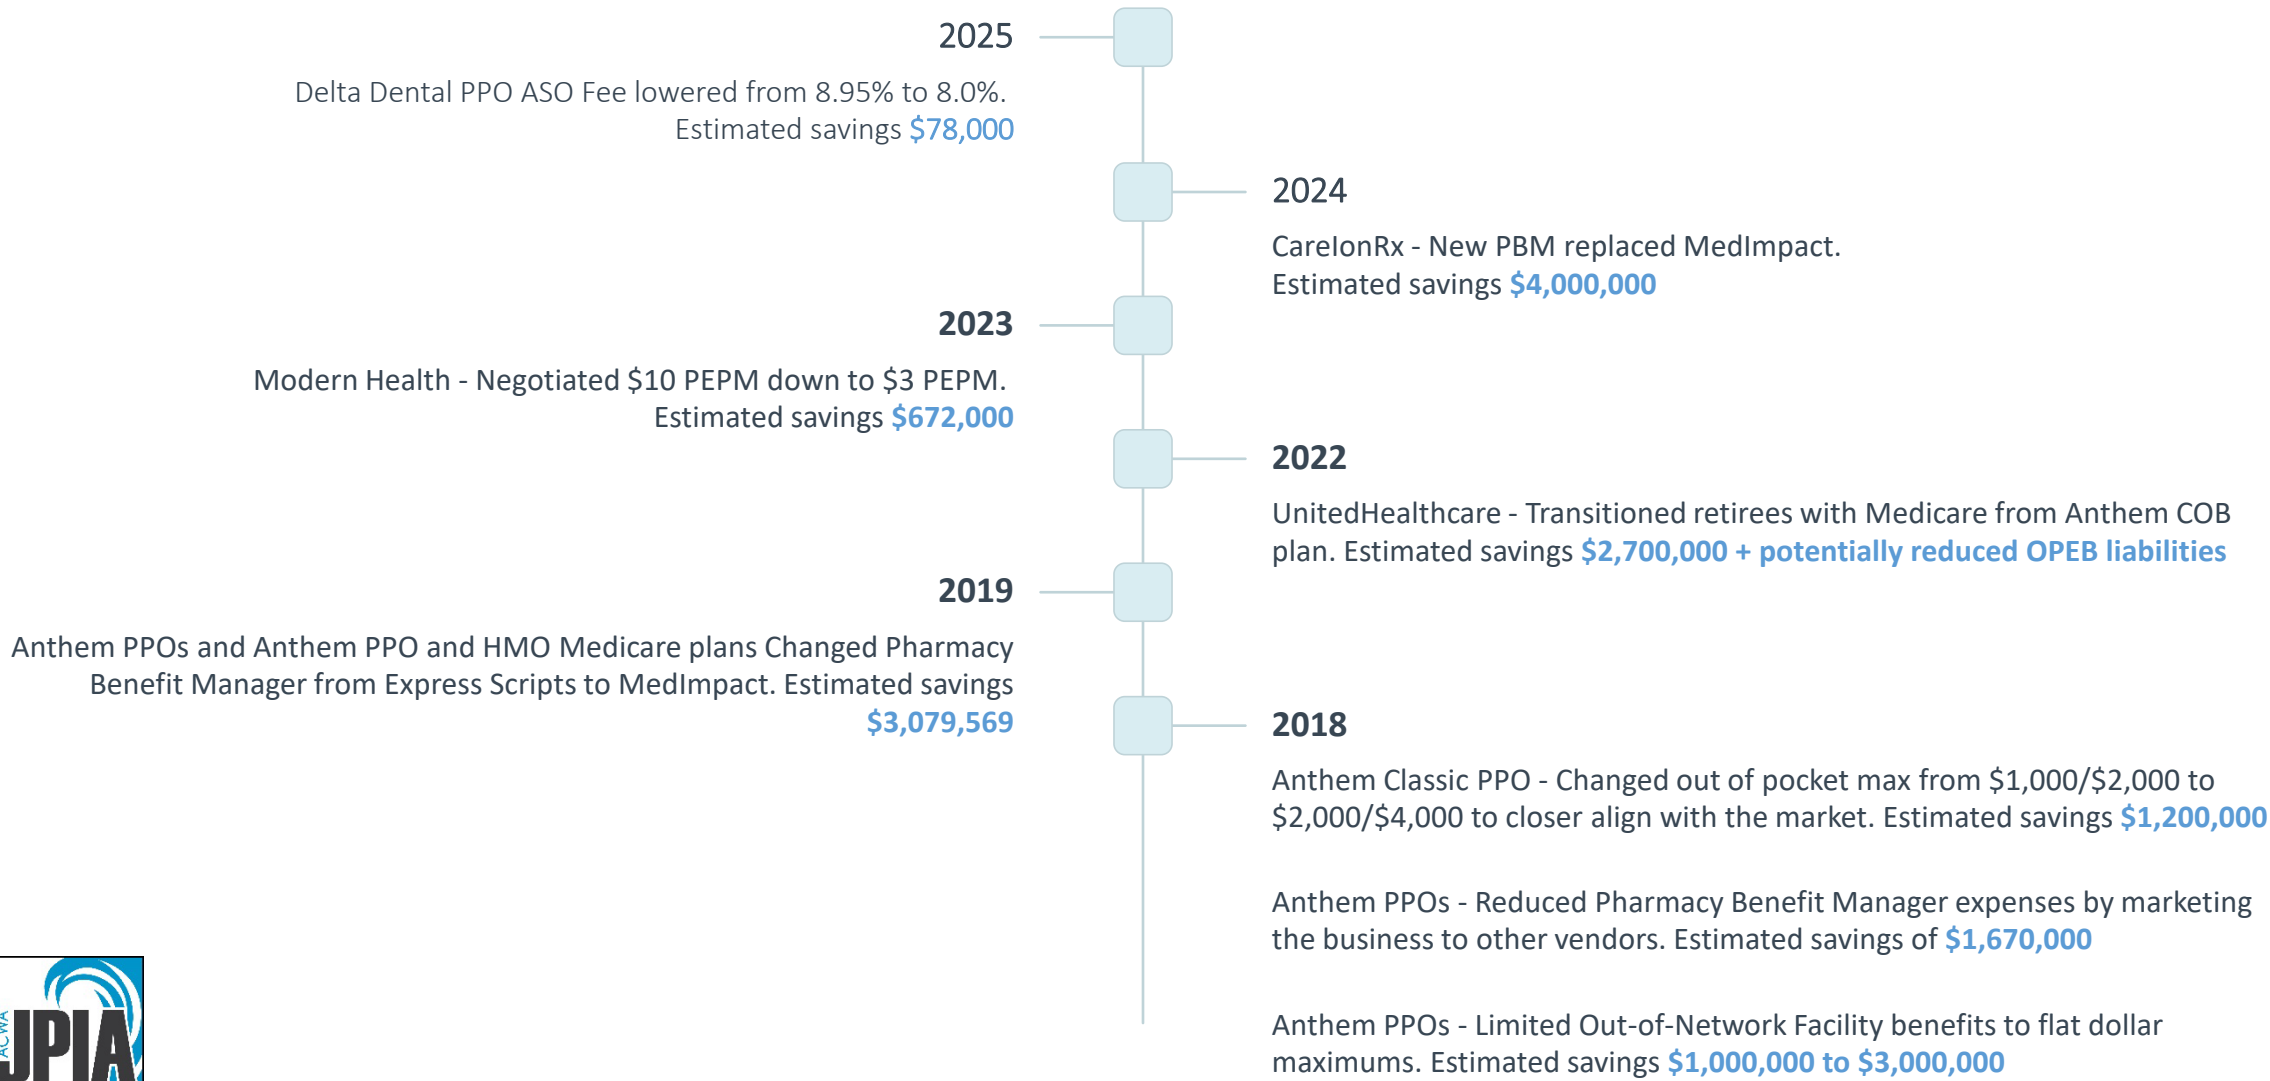 2025
Delta Dental PPO ASO Fee lowered from 8.95% to 8.0%.
Estimated savings $78,000
2024
CareIonRx - New PBM replaced MedImpact.
Estimated savings $4,000,000
2023
Modern Health - Negotiated $10 PEPM down to $3 PEPM.
Estimated savings $672,000
2022
UnitedHealthcare - Transitioned retirees with Medicare from Anthem COB
plan. Estimated savings $2,700,000 + potentially reduced OPEB liabilities
2019
Anthem PPOs and Anthem PPO and HMO Medicare plans Changed Pharmacy
Benefit Manager from Express Scripts to MedImpact. Estimated savings
$3,079,569
2018
Anthem Classic PPO - Changed out of pocket max from $1,000/$2,000 to
$2,000/$4,000 to closer align with the market. Estimated savings $1,200,000
Anthem PPOs - Reduced Pharmacy Benefit Manager expenses by marketing
the business to other vendors. Estimated savings of $1,670,000
Anthem PPOs - Limited Out-of-Network Facility benefits to flat dollar
maximums. Estimated savings $1,000,000 to $3,000,000
ACWA
JPIA